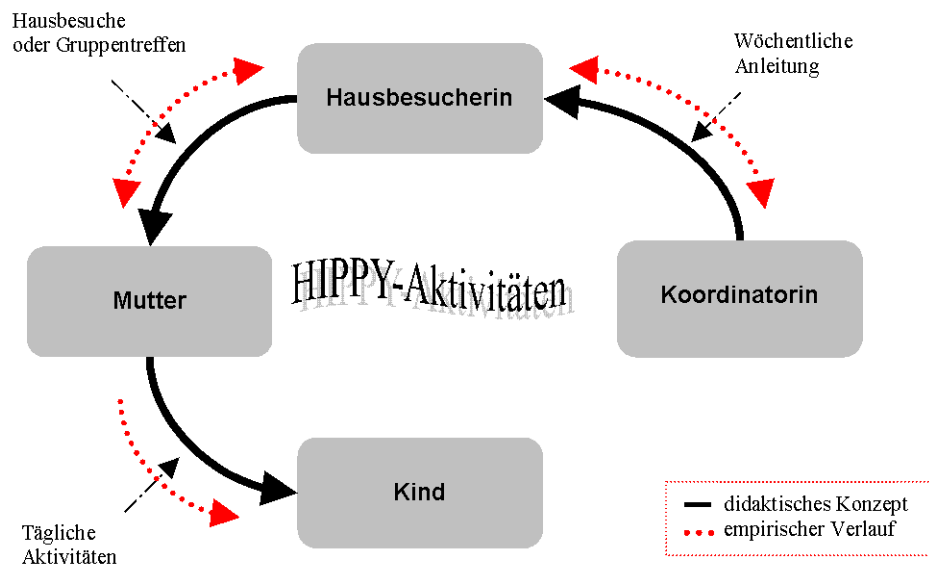 Hausbesuche
oder Gruppentreffen
Wöchentliche
Anleitung
Hausbesucherin
Mutter
HIPPY-Aktivitäten
Koordinatorin
Kind
Tägliche
Aktivitäten
didaktisches Konzept
empirischer Verlauf